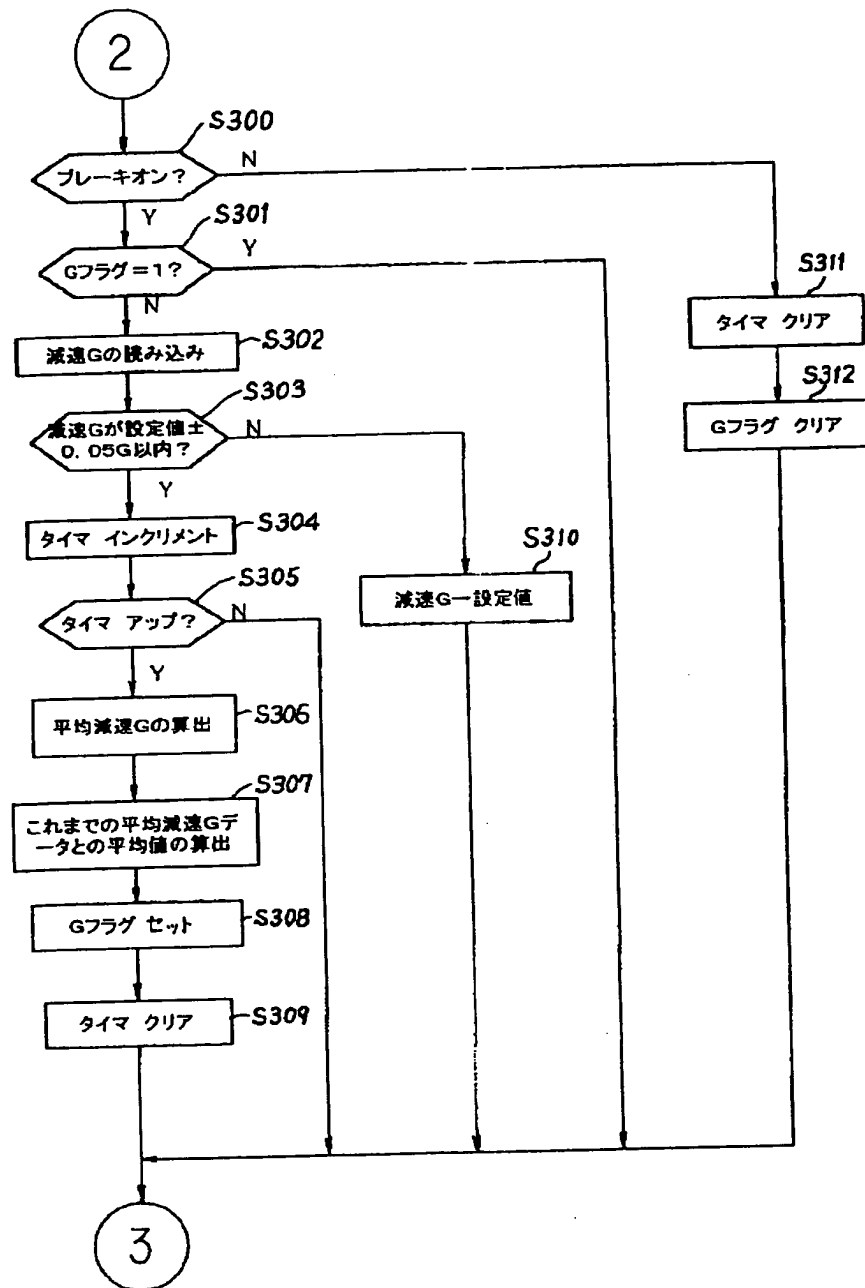 2
S300
ブレーキオン?
N
Y
S301
Gフラグ=1?
Y
N
減速Gの読み込み
S302
S303
減速Gが設定値±
0.05G以内?
N
Y
タイマ インクリメント
S304
S305
タイマ アップ?
N
Y
平均減速Gの算出
S306
S307
これまでの平均減速Gデ
ータとの平均値の算出
Gフラグ セット
S308
タイマ クリア
S309
S310
減速G→設定値
S311
タイマ クリア
S312
Gフラグ クリア
3